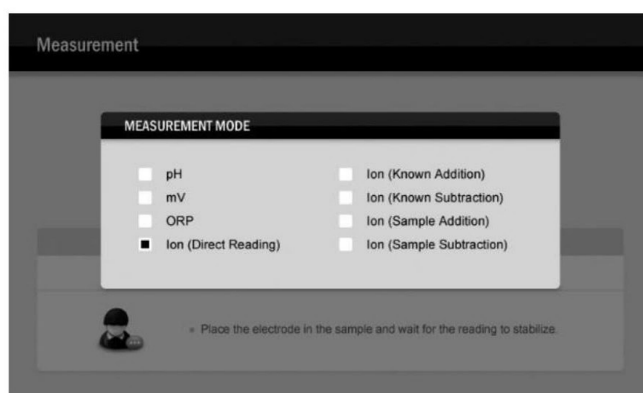 Measurement
MEASUREMENT MODE
pH
mV
ORP
Ion (Direct Reading)
Ion (Known Addition)
Ion (Known Subtraction)
Ion (Sample Addition)
Ion (Sample Subtraction)
Place the electrode in the sample and wait for the reading to stabilize.